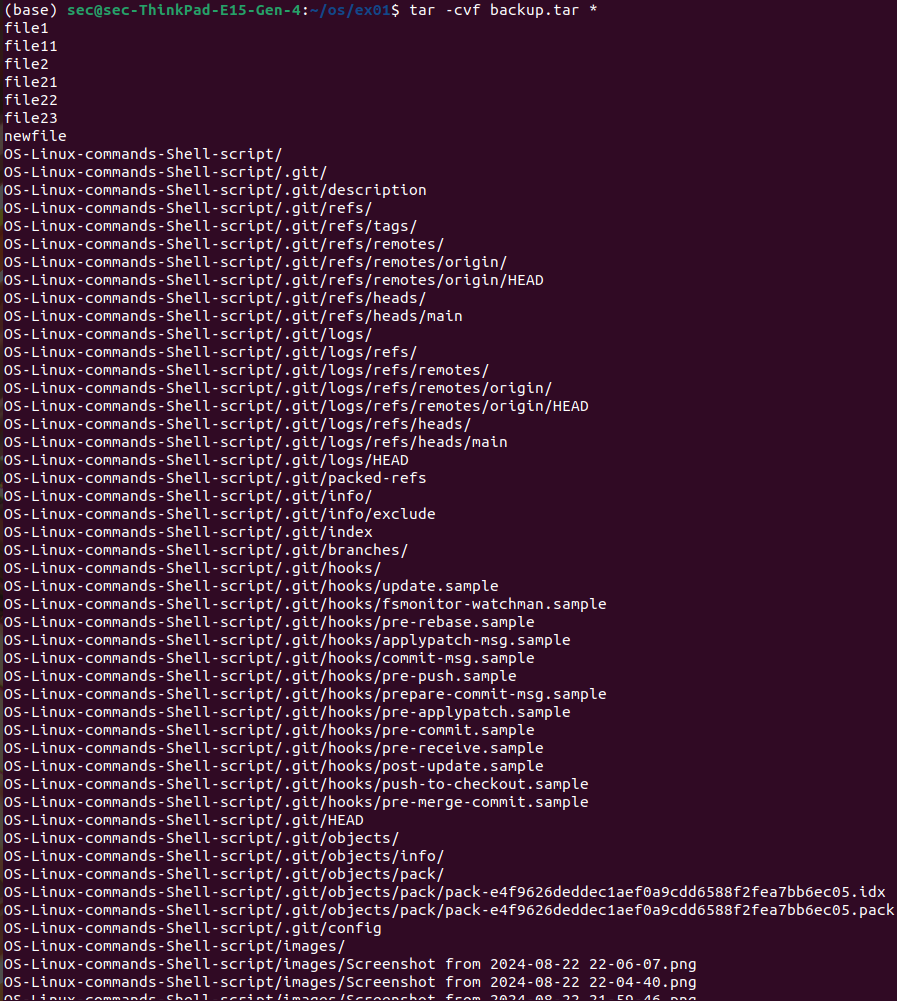 (base) sec@sec-ThinkPad-E15-Gen-4:~/os/ex01$ tar -cvf backup.tar *
file1
file11
file2
file21
file22
file23
newfile
OS-Linux-commands-Shell-script/
OS-Linux-commands-Shell-script/.git/
OS-Linux-commands-Shell-script/.git/description
OS-Linux-commands-Shell-script/.git/refs/
OS-Linux-commands-Shell-script/.git/refs/tags/
OS-Linux-commands-Shell-script/.git/refs/remotes/
OS-Linux-commands-Shell-script/.git/refs/remotes/origin/
OS-Linux-commands-Shell-script/.git/refs/remotes/origin/HEAD
OS-Linux-commands-Shell-script/.git/refs/heads/
OS-Linux-commands-Shell-script/.git/refs/heads/main
OS-Linux-commands-Shell-script/.git/logs/
OS-Linux-commands-Shell-script/.git/logs/refs/
OS-Linux-commands-Shell-script/.git/logs/refs/remotes/
OS-Linux-commands-Shell-script/.git/logs/refs/remotes/origin/
OS-Linux-commands-Shell-script/.git/logs/refs/remotes/origin/HEAD
OS-Linux-commands-Shell-script/.git/logs/refs/heads/
OS-Linux-commands-Shell-script/.git/logs/refs/heads/main
OS-Linux-commands-Shell-script/.git/logs/HEAD
OS-Linux-commands-Shell-script/.git/packed-refs
OS-Linux-commands-Shell-script/.git/info/
OS-Linux-commands-Shell-script/.git/info/exclude
OS-Linux-commands-Shell-script/.git/index
OS-Linux-commands-Shell-script/.git/branches/
OS-Linux-commands-Shell-script/.git/hooks/
OS-Linux-commands-Shell-script/.git/hooks/update.sample
OS-Linux-commands-Shell-script/.git/hooks/fsmonitor-watchman.sample
OS-Linux-commands-Shell-script/.git/hooks/pre-rebase.sample
OS-Linux-commands-Shell-script/.git/hooks/applypatch-msg.sample
OS-Linux-commands-Shell-script/.git/hooks/commit-msg.sample
OS-Linux-commands-Shell-script/.git/hooks/pre-push.sample
OS-Linux-commands-Shell-script/.git/hooks/prepare-commit-msg.sample
OS-Linux-commands-Shell-script/.git/hooks/pre-applypatch.sample
OS-Linux-commands-Shell-script/.git/hooks/pre-commit.sample
OS-Linux-commands-Shell-script/.git/hooks/pre-receive.sample
OS-Linux-commands-Shell-script/.git/hooks/post-update.sample
OS-Linux-commands-Shell-script/.git/hooks/push-to-checkout.sample
OS-Linux-commands-Shell-script/.git/hooks/pre-merge-commit.sample
OS-Linux-commands-Shell-script/.git/HEAD
OS-Linux-commands-Shell-script/.git/objects/
OS-Linux-commands-Shell-script/.git/objects/info/
OS-Linux-commands-Shell-script/.git/objects/pack/
OS-Linux-commands-Shell-script/.git/objects/pack/pack-e4f9626deddec1aef0a9cdd6588f2fea7bb6ec05.idx
OS-Linux-commands-Shell-script/.git/objects/pack/pack-e4f9626deddec1aef0a9cdd6588f2fea7bb6ec05.pack
OS-Linux-commands-Shell-script/.git/config
OS-Linux-commands-Shell-script/images/
OS-Linux-commands-Shell-script/images/Screenshot from 2024-08-22 22-06-07.png
OS-Linux-commands-Shell-script/images/Screenshot from 2024-08-22 22-04-40.png
OS-Linux-commands-Shell-script/images/Screenshot from 2024-08-22 21-59-46.png